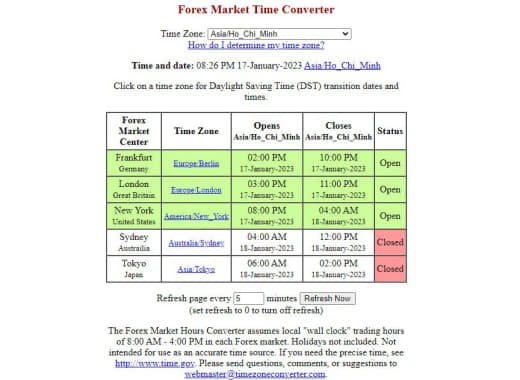 Forex Market Time Converter
Time Zone: Asia/Ho_Chi_Minh
How do I determine my time zone?
Time and date: 08:26 PM 17-January-2023 Asia/Ho_Chi_Minh
Click on a time zone for Daylight Saving Time (DST) transition dates and
times.
Forex Market Center Time Zone Opens Asia/Ho_Chi_Minh Closes Asia/Ho_Chi_Minh Status
Frankfurt Germany Europe/Berlin 02:00 PM 17-January-2023 10:00 PM 17-January-2023 Open
London Great Britain Europe/London 03:00 PM 17-January-2023 11:00 PM 17-January-2023 Open
New York United States America/New_York 08:00 PM 17-January-2023 04:00 AM 18-January-2023 Open
Sydney Austrailia Australia/Sydney 04:00 AM 18-January-2023 12:00 PM 18-January-2023 Closed
Tokyo Japan Asia/Tokyo 06:00 AM 18-January-2023 02:00 PM 18-January-2023 Closed
Refresh page every 5 minutes Refresh Now
(set refresh to 0 to turn off refresh)
The Forex Market Hours Converter assumes local "wall clock" trading hours
of 8:00 AM - 4:00 PM in each Forex market. Holidays not included. Not
intended for use as an accurate time source. If you need the precise time, see
http://www.time.gov. Please send questions, comments, or suggestions to
webmaster@timezoneconverter.com.